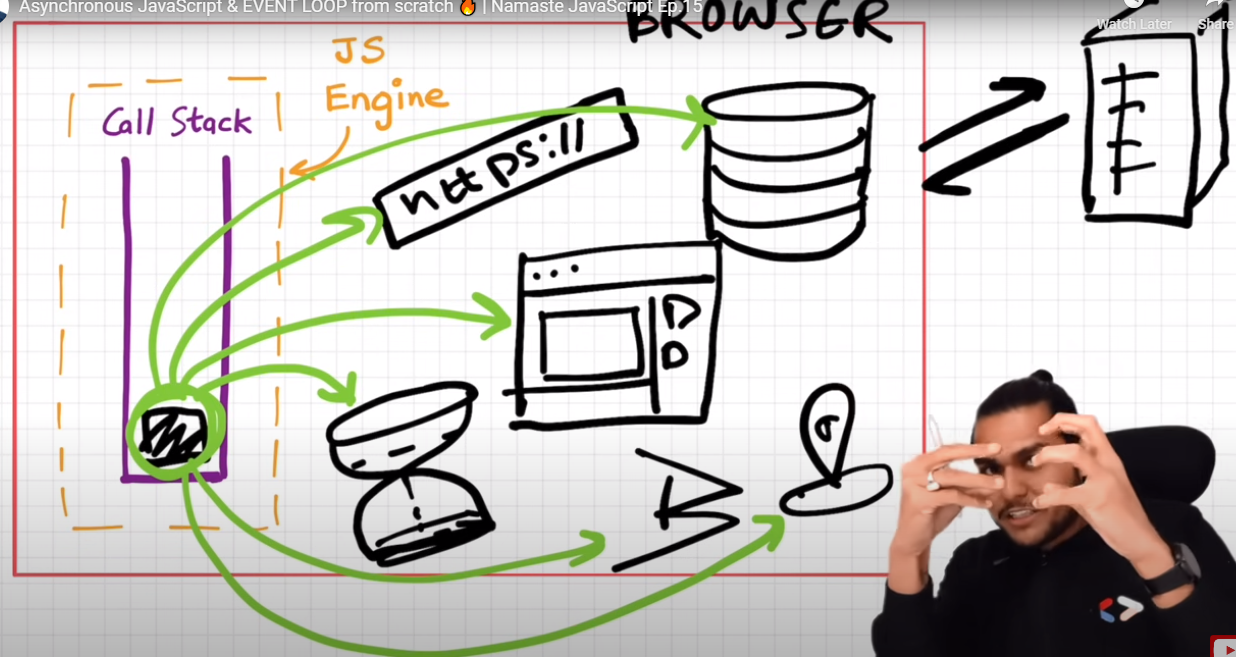 Asynchronous JavaScript & EVENT LOOP from scratch 🔥 | Namaste JavaScript Ep.15
BROWSER
Watch Later
Share
JS
Engine
Call Stack
https://